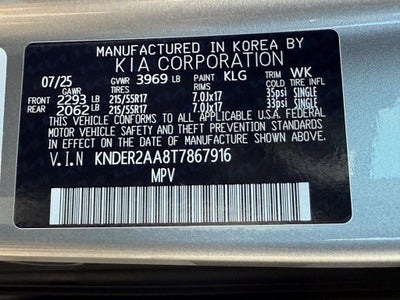 MANUFACTURED IN KOREA BY
KIA CORPORATION
07/25 GVWR 3969 LB PAINT KLG TRIM WK
TIRES RIMS COLD TIRE INFL
FRONT 2293 LB 215/55R17 7.0Jx17 35psi SINGLE
REAR 2062 LB 215/55R17 7.0Jx17 33psi SINGLE
THIS VEHICLE CONFORMS TO ALL APPLICABLE U.S.A. FEDERAL
MOTOR VEHICLE SAFETY AND THEFT PREVENTION STANDARDS IN
EFFECT ON THE DATE OF MANUFACTURE SHOWN ABOVE.
V.I.N KNDER2AA8T7867916
MPV